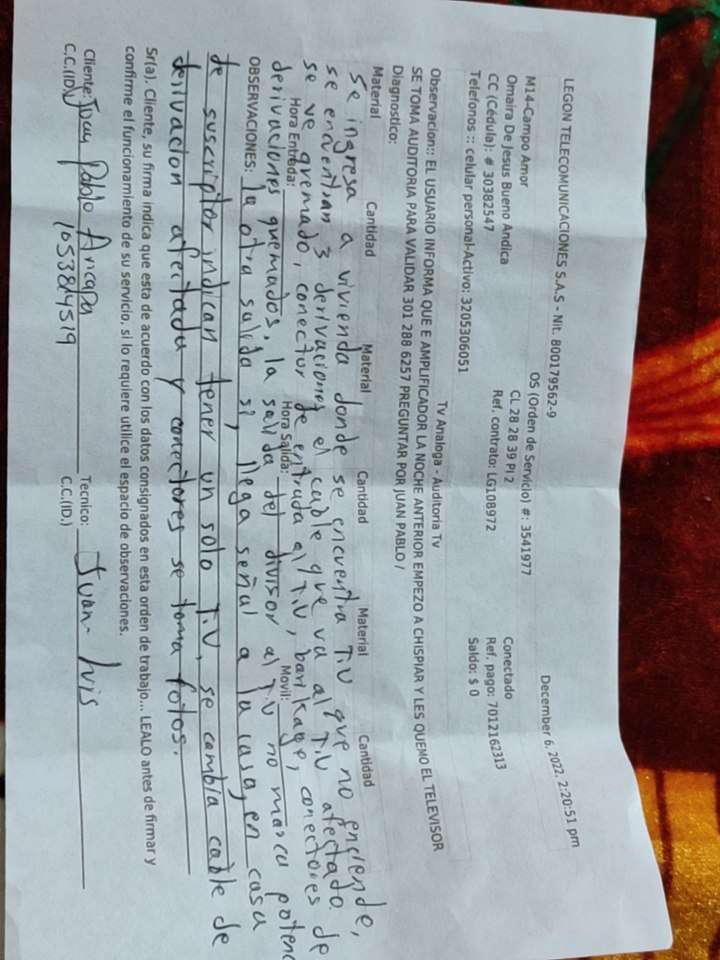 LEGON TELECOMUNICACIONES S.A.S - Nit. 800179562-9
December 6, 2022, 2:20:51 pm
M14-Campo Amor OS (Orden de Servicio) #: 3541977 Conectado
Omaira De Jesus Bueno Andica CL 28 28 39 PI 2 Ref. pago: 7012162313
CC (Cédula): # 30382547 Ref. contrato: LG108972 Saldo: $ 0
Telefonos :: celular personal-Activo: 3205306051
Tv Analoga - Auditoria Tv
Observacion:: EL USUARIO INFORMA QUE E AMPLIFICADOR LA NOCHE ANTERIOR EMPEZO A CHISPIAR Y LES QUEMO EL TELEVISOR
SE TOMA AUDITORIA PARA VALIDAR 301 288 6257 PREGUNTAR POR JUAN PABLO /
Diagnostico:
Material Cantidad Material Cantidad Material Cantidad
Se ingresa a vivienda donde se encuentra T.V que no enciende,
se encuentran 3 derivaciones el cable que va al T.V afectado
se ve quemado, conector de entrada al T.V, conectores de
Hora Entrada: Hora Salida: Movil:
derivaciones quemados, la salida del divisor al T.V no marca
OBSERVACIONES: la otra salida si, llega señal a la casa, en casa
de suscriptor indican tener un solo T.V, se cambia cable de
derivacion afectada y conectores se toma fotos.
Sr(a). Cliente, su firma indica que esta de acuerdo con los datos consignados en esta orden de trabajo... LEALO antes de firmar y
confirme el funcionamiento de su servicio, si lo requiere utilice el espacio de observaciones.
Cliente: Juan Pablo Aricapa Tecnico: Juan Luis
C.C.(ID.) 1053824519 C.C.(ID.)